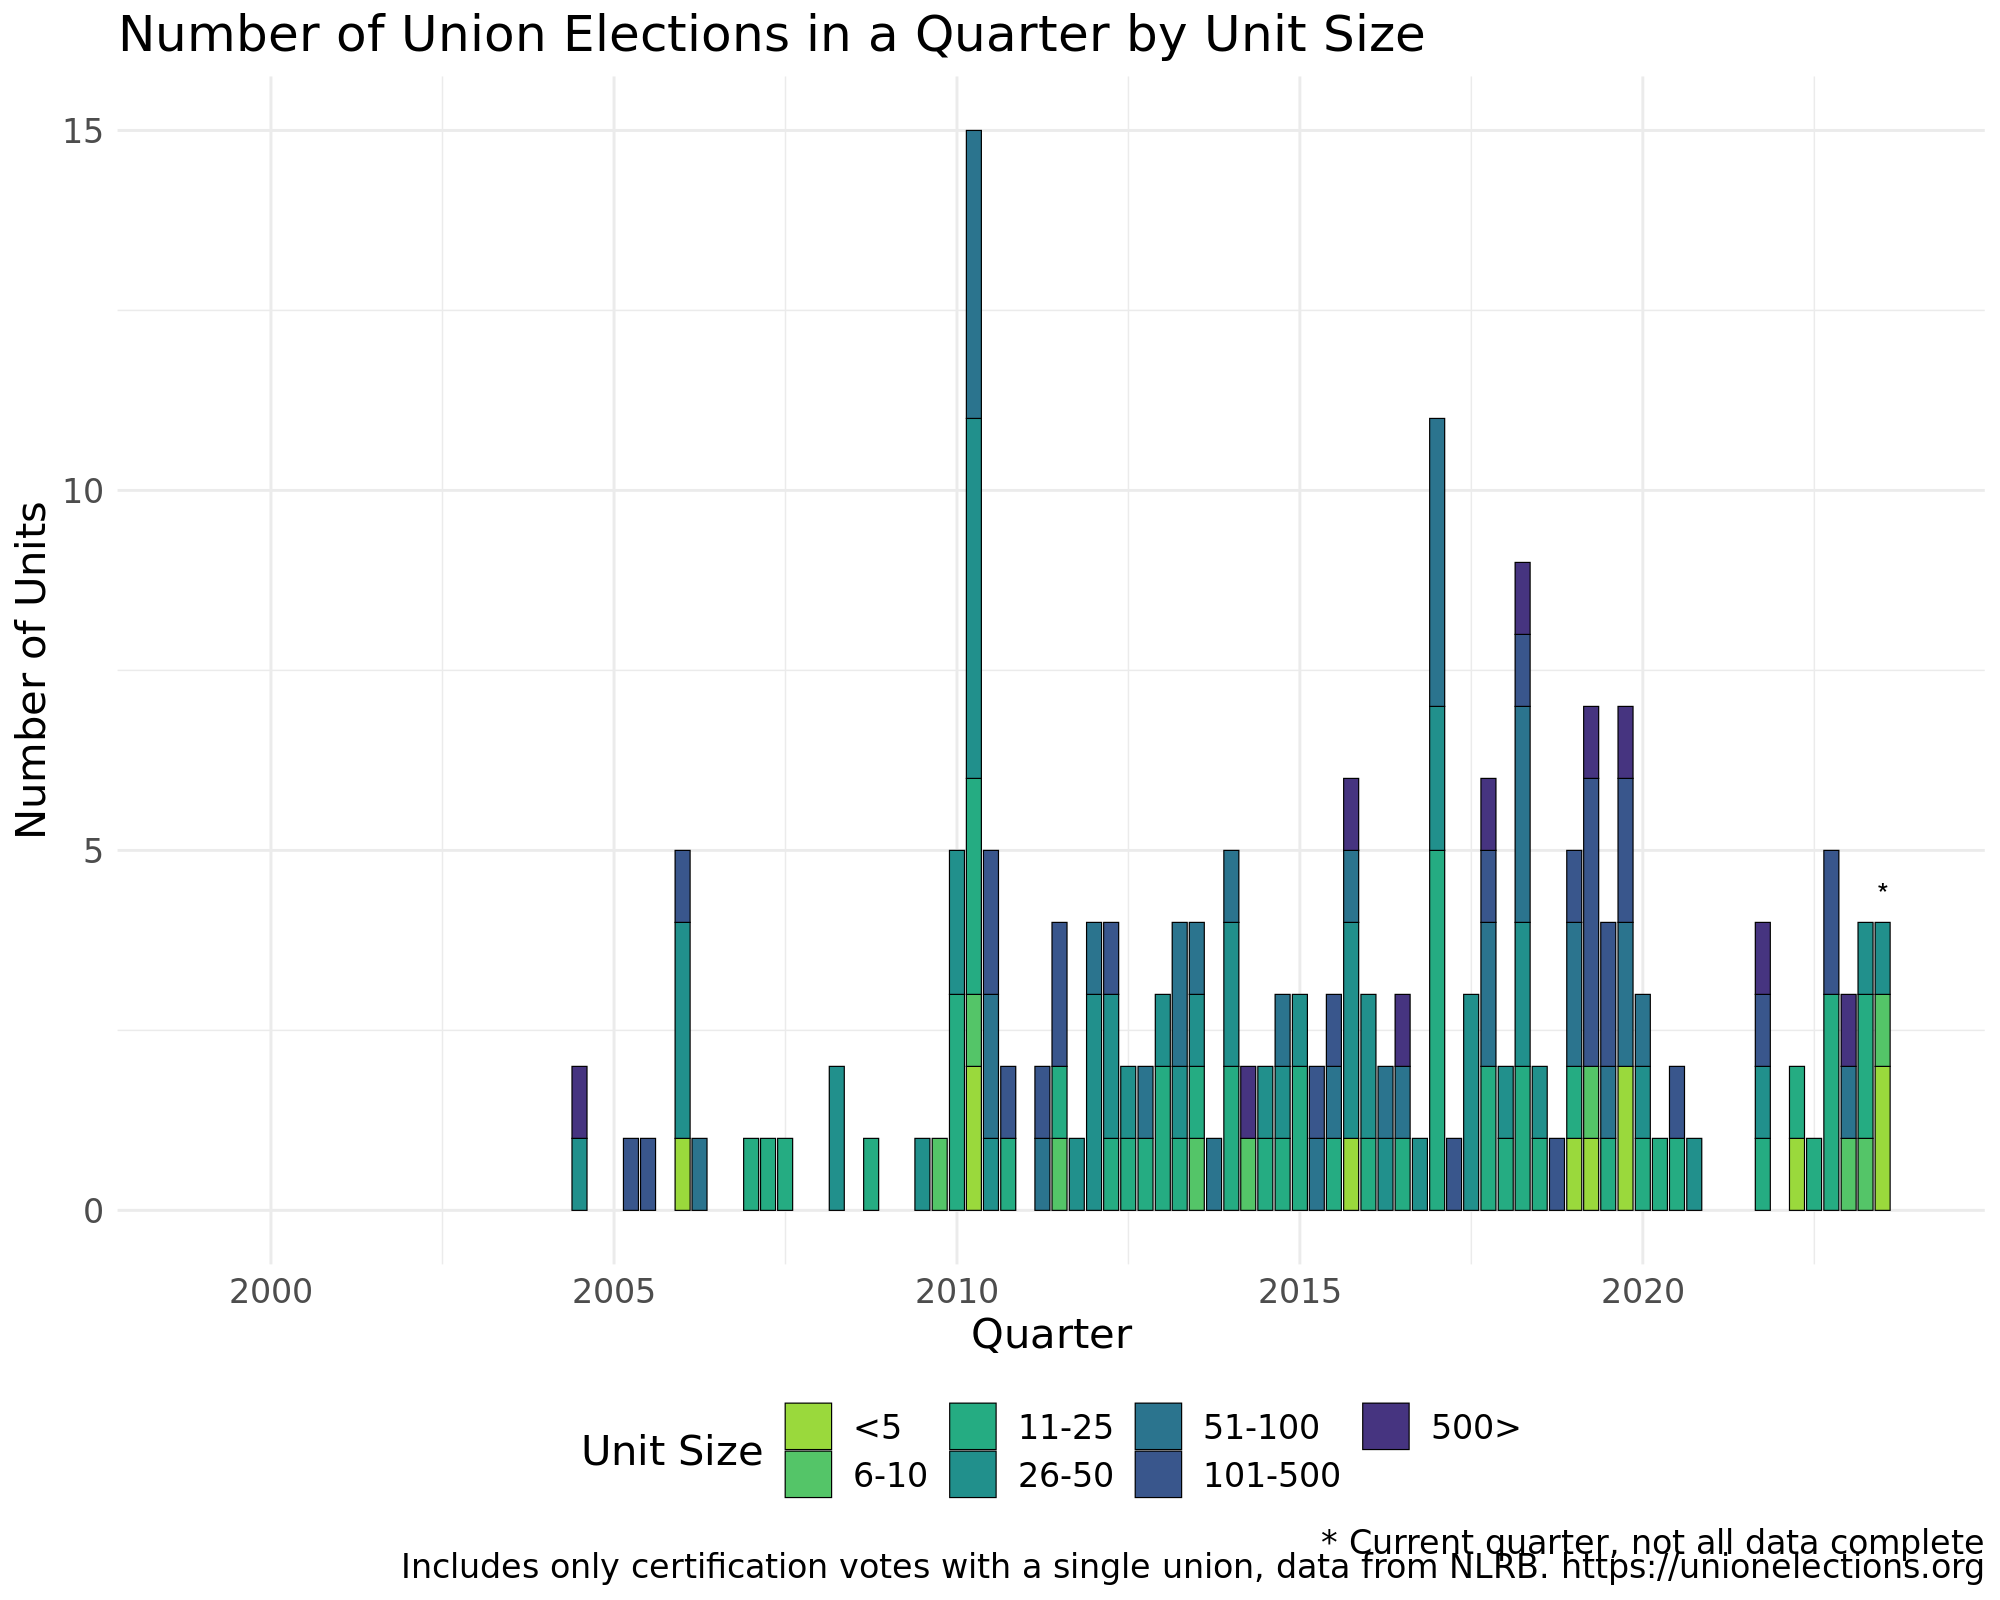 Number of Union Elections in a Quarter by Unit Size
Number of Units
15
10
5
0
*
2000 2005 2010 2015 2020
Quarter
Unit Size
<5 11-25 51-100 500>
6-10 26-50 101-500
* Current quarter, not all data complete
Includes only certification votes with a single union, data from NLRB. https://unionelections.org